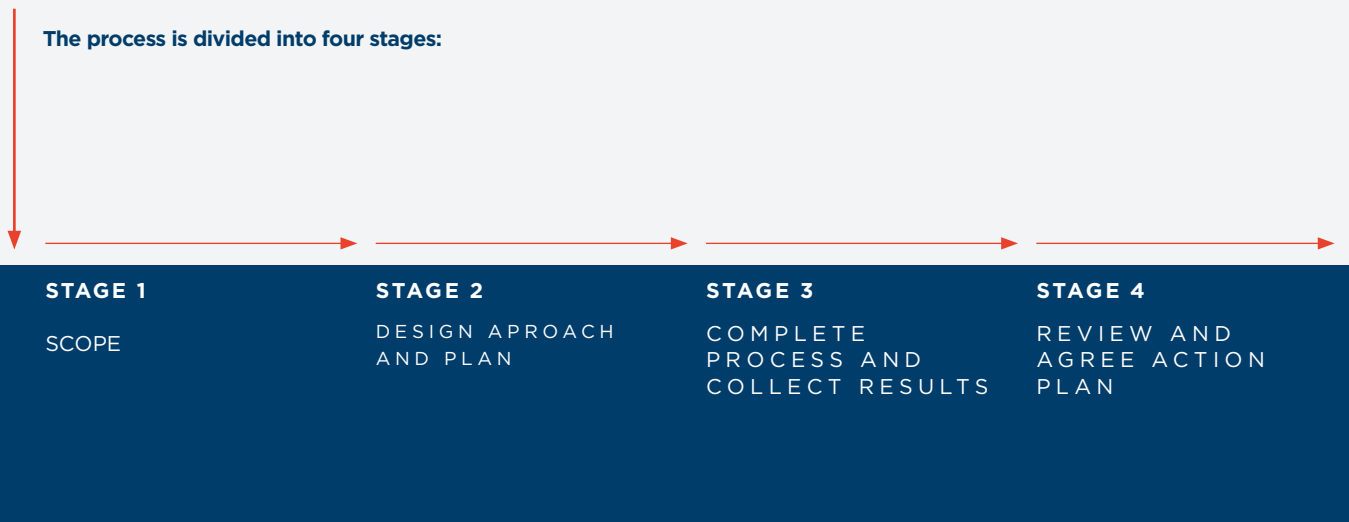 The process is divided into four stages:
STAGE 1
SCOPE
STAGE 2
DESIGN APROACH
AND PLAN
STAGE 3
COMPLETE
PROCESS AND
COLLECT RESULTS
STAGE 4
REVIEW AND
AGREE ACTION
PLAN